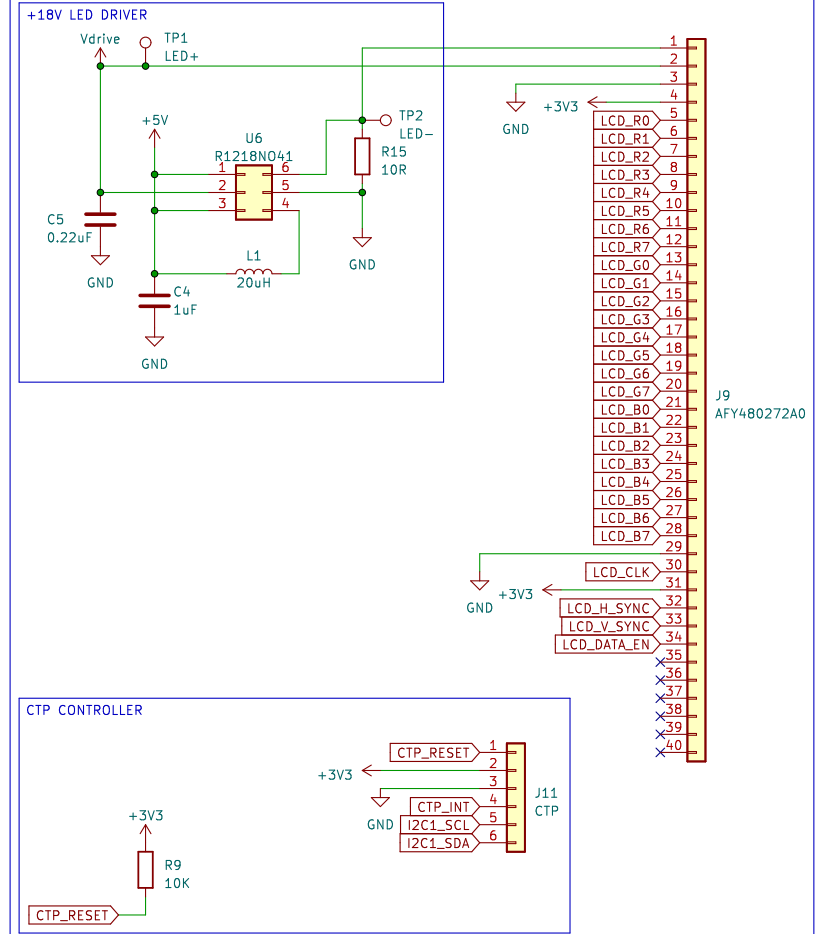 +18V LED DRIVER
Vdrive
TP1
LED+
+5V
U6
R1218N041
1
2
3
6
5
4
TP2
LED-
R15
10R
GND
C5
0.22uF
GND
L1
20uH
C4
1uF
GND
GND
+3V3
1
2
3
4
LCD_R0 5
LCD_R1 6
LCD_R2 7
LCD_R3 8
LCD_R4 9
LCD_R5 10
LCD_R6 11
LCD_R7 12
LCD_G0 13
LCD_G1 14
LCD_G2 15
LCD_G3 16
LCD_G4 17
LCD_G5 18
LCD_G6 19
LCD_G7 20
LCD_B0 21
LCD_B1 22
LCD_B2 23
LCD_B3 24
LCD_B4 25
LCD_B5 26
LCD_B6 27
LCD_B7 28
29
LCD_CLK 30
GND
+3V3 31
LCD_H_SYNC 32
LCD_V_SYNC 33
LCD_DATA_EN 34
35
36
37
38
39
40
J9
AFY480272A0
CTP CONTROLLER
CTP_RESET 1
+3V3 2
3
GND
CTP_INT 4
I2C1_SCL 5
I2C1_SDA 6
J11
CTP
+3V3
R9
10K
CTP_RESET